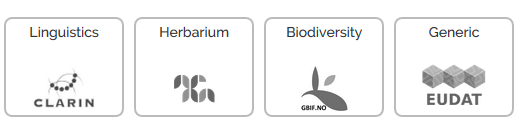 Linguistics
CLARIN
Herbarium
Biodiversity
GBIF.NO
Generic
EUDAT